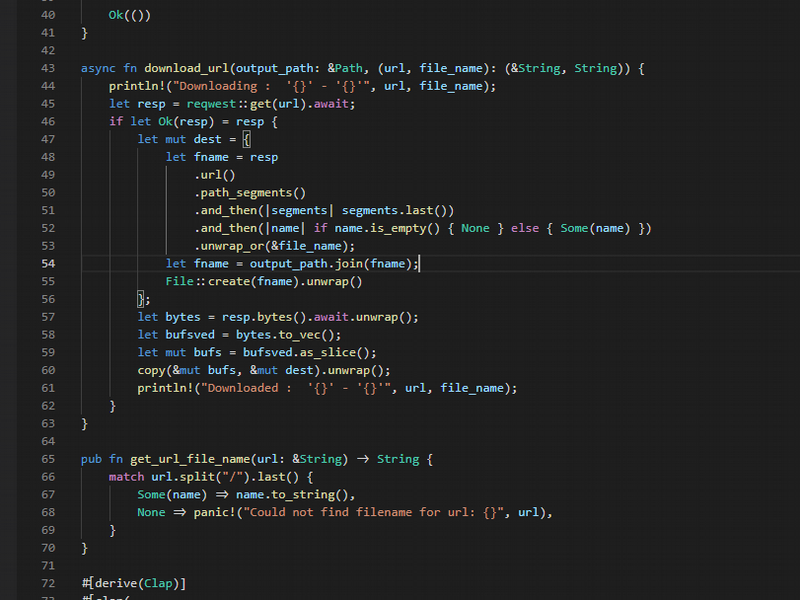 40 Ok(())
41 }
42
43 async fn download_url(output_path: &Path, (url, file_name): (&String, String)) {
44 println!("Downloading :  '{}' - '{}'", url, file_name);
45 let resp = reqwest::get(url).await;
46 if let Ok(resp) = resp {
47 let mut dest = {
48 let fname = resp
49 .url()
50 .path_segments()
51 .and_then(|segments| segments.last())
52 .and_then(|name| if name.is_empty() { None } else { Some(name) })
53 .unwrap_or(&file_name);
54 let fname = output_path.join(fname);
55 File::create(fname).unwrap()
56 };
57 let bytes = resp.bytes().await.unwrap();
58 let bufsved = bytes.to_vec();
59 let mut bufs = bufsved.as_slice();
60 copy(&mut bufs, &mut dest).unwrap();
61 println!("Downloaded :  '{}' - '{}'", url, file_name);
62 }
63 }
64
65 pub fn get_url_file_name(url: &String) -> String {
66 match url.split("/").last() {
67 Some(name) => name.to_string(),
68 None => panic!("Could not find filename for url: {}", url),
69 }
70 }
71
72 #[derive(Clap)]